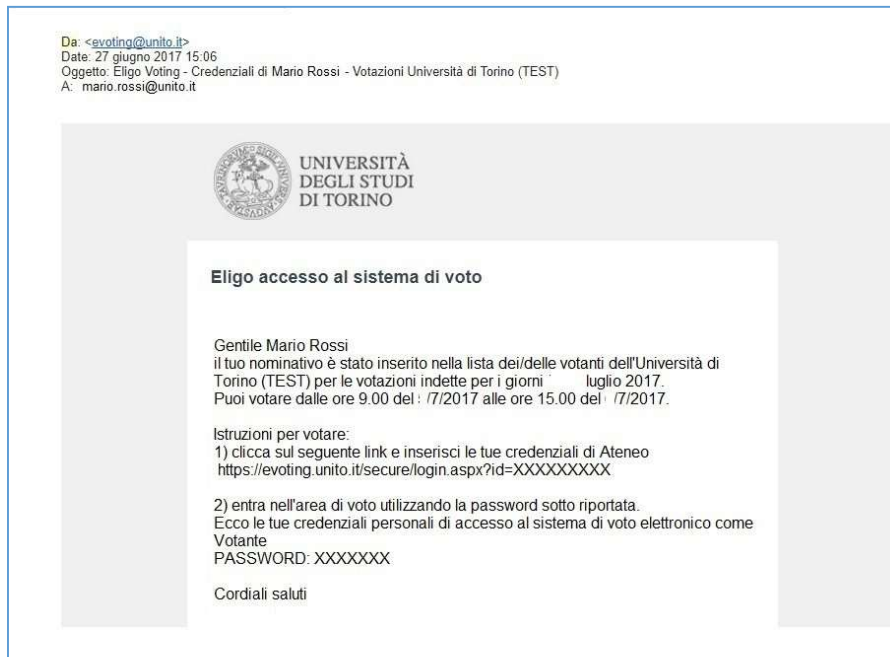 Da: <evoting@unito.it>
Date: 27 giugno 2017 15:06
Oggetto: Eligo Voting - Credenziali di Mario Rossi - Votazioni Università di Torino (TEST)
A: mario.rossi@unito.it
UNIVERSITÀ
DEGLI STUDI
DI TORINO
Eligo accesso al sistema di voto
Gentile Mario Rossi
il tuo nominativo è stato inserito nella lista dei/delle votanti dell'Università di
Torino (TEST) per le votazioni indette per i giorni luglio 2017.
Puoi votare dalle ore 9.00 del /7/2017 alle ore 15.00 del /7/2017.
Istruzioni per votare:
1) clicca sul seguente link e inserisci le tue credenziali di Ateneo
https://evoting.unito.it/secure/login.aspx?id=XXXXXXXXX
2) entra nell'area di voto utilizzando la password sotto riportata.
Ecco le tue credenziali personali di accesso al sistema di voto elettronico come
Votante
PASSWORD: XXXXXXX
Cordiali saluti